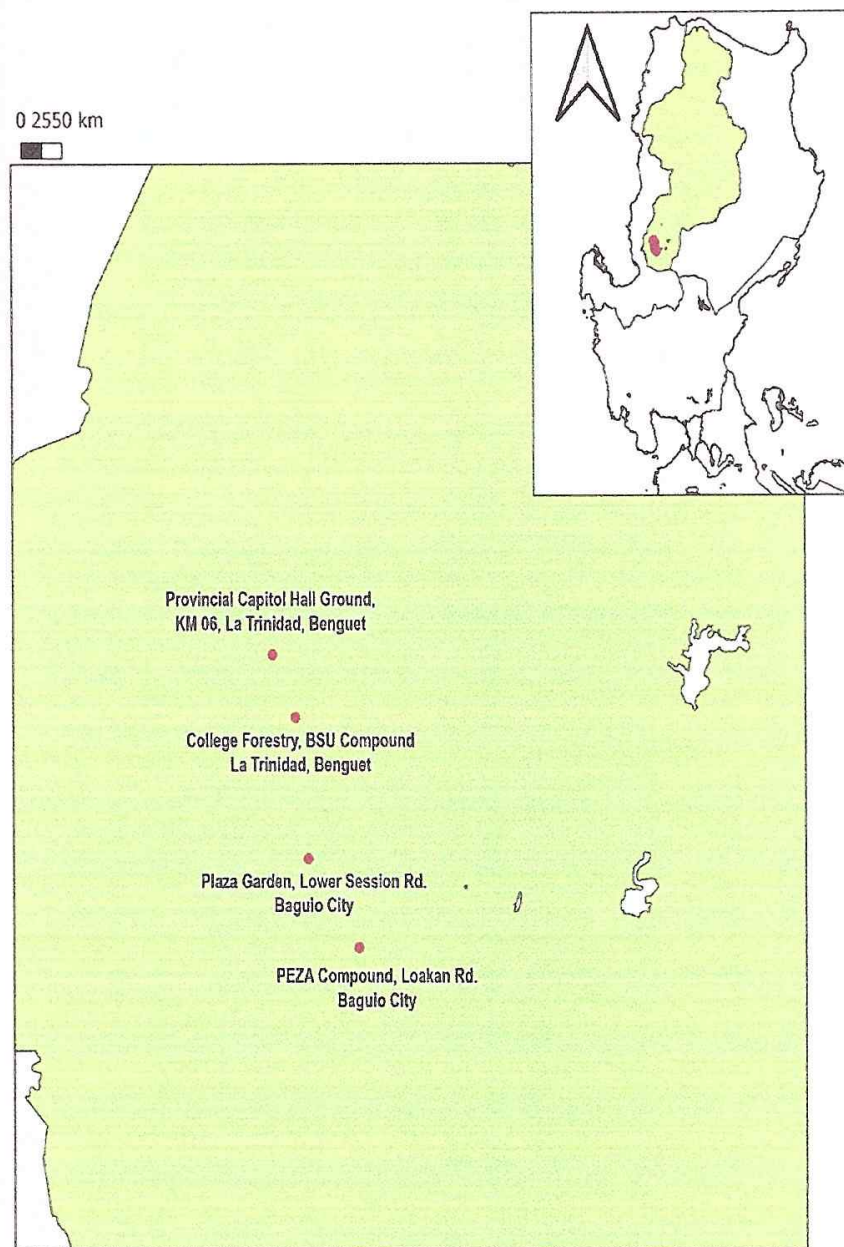 0 2550 km
Provincial Capitol Hall Ground,
KM 06, La Trinidad, Benguet
College Forestry, BSU Compound
La Trinidad, Benguet
Plaza Garden, Lower Session Rd.
Baguio City
PEZA Compound, Loakan Rd.
Baguio City